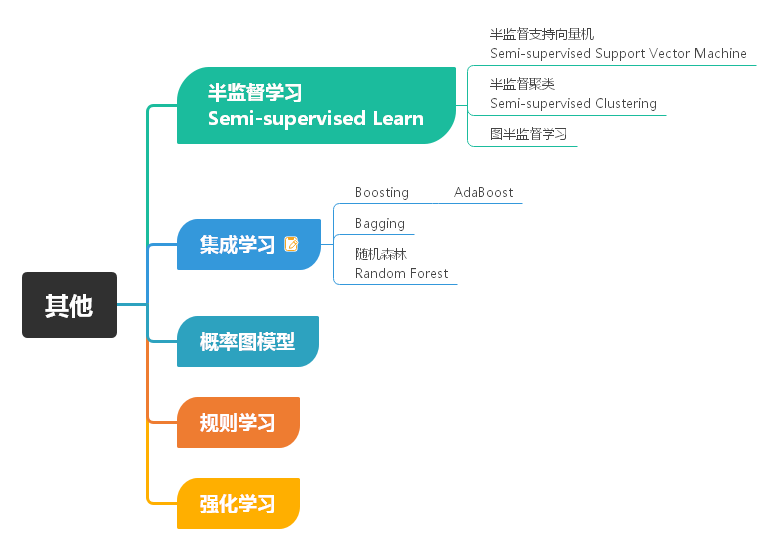 其他
半监督学习
Semi-supervised Learn
半监督支持向量机
Semi-supervised Support Vector Machine
半监督聚类
Semi-supervised Clustering
图半监督学习
集成学习
Boosting
AdaBoost
Bagging
随机森林
Random Forest
概率图模型
规则学习
强化学习